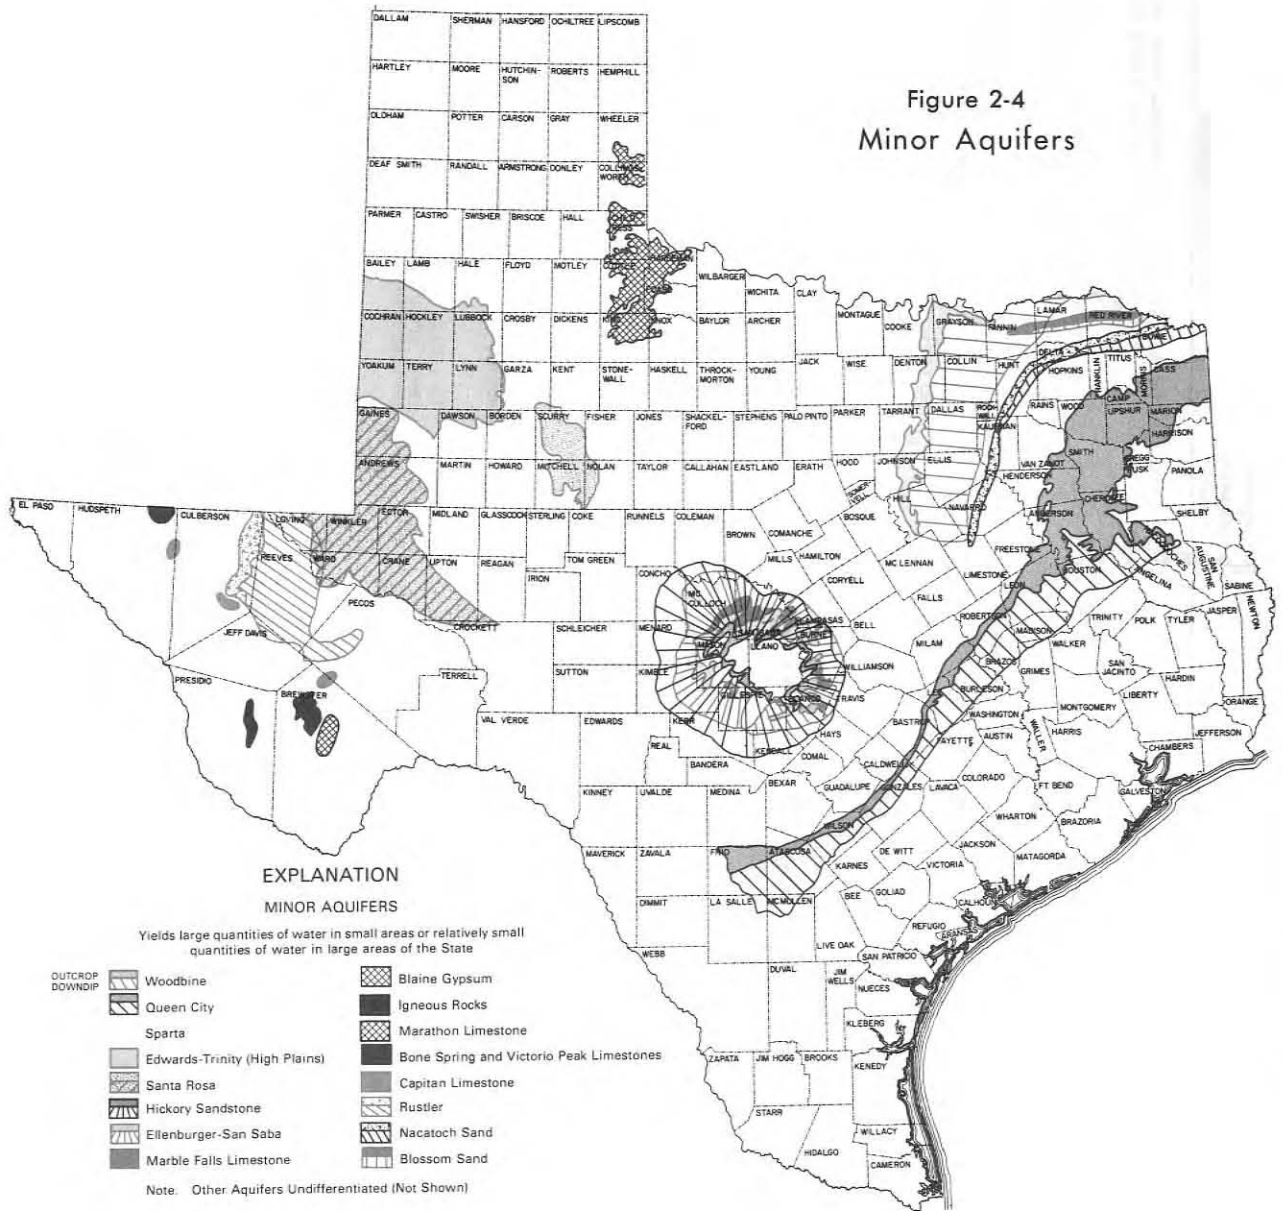 Figure 2-4
Minor Aquifers
DALLAM SHERMAN HANSFORD OCHILTREE LIPSCOMB
HARTLEY MOORE HUTCHIN-
SON ROBERTS HEMPHILL
OLDHAM POTTER CARSON GRAY WHEELER
DEAF SMITH RANDALL ARMSTRONG DONLEY
PARMER CASTRO SWISHER BRISCOE HALL
BAILEY LAMB HALE FLOYD MOTLEY
WILBARGER
WICHITA CLAY
COCHRAN HOCKLEY LUBBOCK CROSBY DICKENS KING KNOX BAYLOR ARCHER MONTAGUE COOKE GRAYSON FANNIN LAMAR RED RIVER
BOWIE
YOAKUM TERRY LYNN GARZA KENT STONE-
WALL HASKELL THROCK-
MORTON YOUNG JACK WISE DENTON COLLIN HUNT DELTA HOPKINS TITUS MORRIS CASS
GAINES DAWSON BORDEN SCURRY FISHER JONES SHACKEL-
FORD STEPHENS PALO PINTO PARKER TARRANT DALLAS ROCK-
WALL KAUFMAN RAINS WOOD CAMP UPSHUR MARION
HARRISON
ANDREWS MARTIN HOWARD MITCHELL NOLAN TAYLOR CALLAHAN EASTLAND ERATH HOOD JOHNSON ELLIS VAN ZANDT SMITH GREGG PANOLA
HENDERSON
SOMER-
VELL
HILL NAVARRO ANDERSON CHEROKEE SHELBY
EL PASO HUDSPETH CULBERSON LOVING WINKLER ECTOR MIDLAND GLASSCOCK STERLING COKE RUNNELS COLEMAN BROWN COMANCHE BOSQUE
REEVES WARD CRANE UPTON REAGAN TOM GREEN
IRION CONCHO MC
CULLOCH MILLS HAMILTON MC LENNAN LIMESTONE FREESTONE LEON HOUSTON ANGELINA
SAN
AUGUSTINE SABINE
CORYELL FALLS ROBERTSON
JEFF DAVIS PECOS CROCKETT SCHLEICHER MENARD MASON LLANO LAMPASAS BURNET BELL MILAM
MADISON WALKER TRINITY POLK TYLER JASPER NEWTON
PRESIDIO BREWSTER TERRELL SUTTON KIMBLE GILLESPIE WILLIAMSON TRAVIS BRAZOS GRIMES SAN
JACINTO HARDIN
BURLESON LIBERTY
VAL VERDE EDWARDS KERR KENDALL HAYS BASTROP WASHINGTON MONTGOMERY ORANGE
REAL BANDERA COMAL CALDWELL FAYETTE AUSTIN WALLER HARRIS JEFFERSON
CHAMBERS
KINNEY UVALDE MEDINA BEXAR GUADALUPE GONZALES LAVACA COLORADO FT BEND GALVESTON
WILSON WHARTON BRAZORIA
MAVERICK ZAVALA FRIO ATASCOSA KARNES DE WITT JACKSON MATAGORDA
VICTORIA
DIMMIT LA SALLE MCMULLEN BEE GOLIAD CALHOUN
LIVE OAK REFUGIO
WEBB DUVAL JIM
WELLS SAN PATRICIO
NUECES
KLEBERG
ZAPATA JIM HOGG BROOKS KENEDY
STARR
HIDALGO WILLACY
CAMERON
EXPLANATION
MINOR AQUIFERS
Yields large quantities of water in small areas or relatively small
quantities of water in large areas of the State
OUTCROP
DOWNDIP
Woodbine
Queen City
Sparta
Edwards-Trinity (High Plains)
Santa Rosa
Hickory Sandstone
Ellenburger-San Saba
Marble Falls Limestone
Blaine Gypsum
Igneous Rocks
Marathon Limestone
Bone Spring and Victorio Peak Limestones
Capitan Limestone
Rustler
Nacatoch Sand
Blossom Sand
Note: Other Aquifers Undifferentiated (Not Shown)